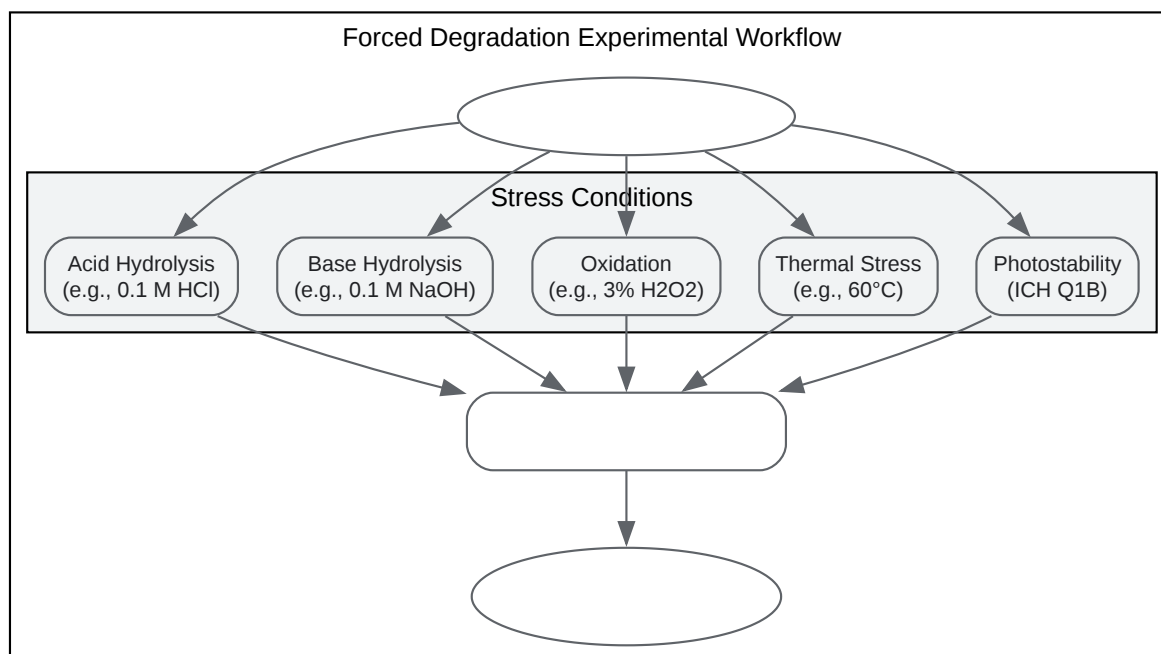 Forced Degradation Experimental Workflow
Stress Conditions
Acid Hydrolysis
(e.g., 0.1 M HCl)
Base Hydrolysis
(e.g., 0.1 M NaOH)
Oxidation
(e.g., 3% H2O2)
Thermal Stress
(e.g., 60°C)
Photostability
(ICH Q1B)